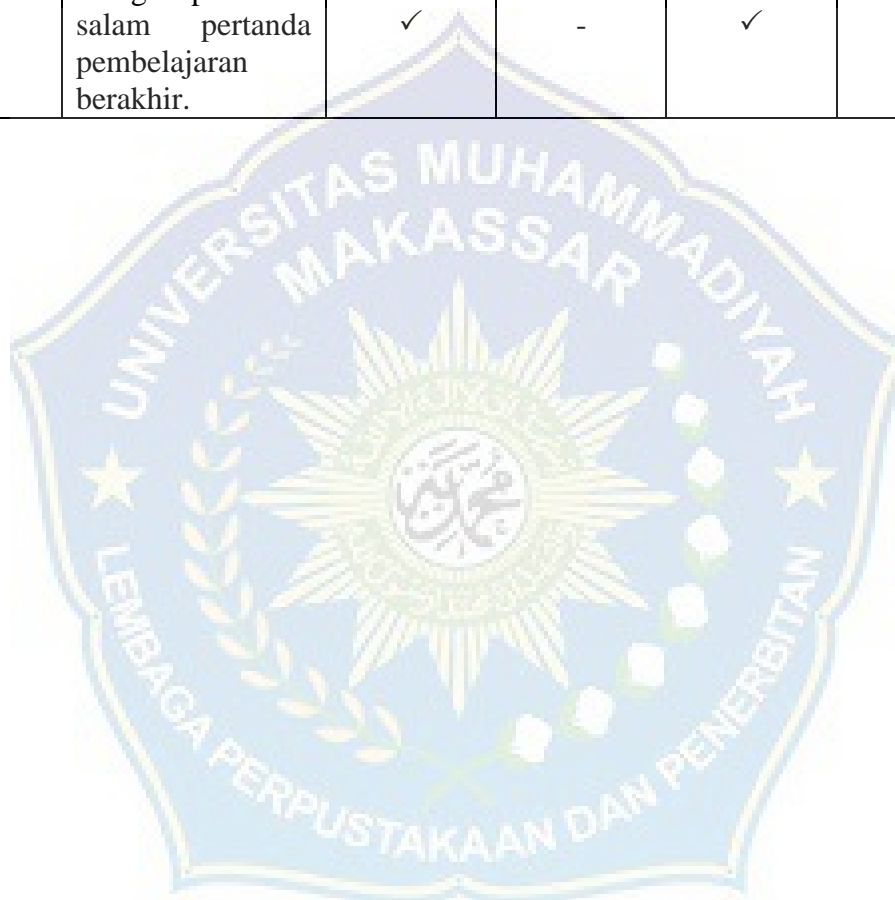 salam pertanda ✓ - ✓
pembelajaran
berakhir.
UNIVERSITAS MUHAMMADIYAH
MAKASSAR
LEMBAGA PERPUSTAKAAN DAN PENERBITAN